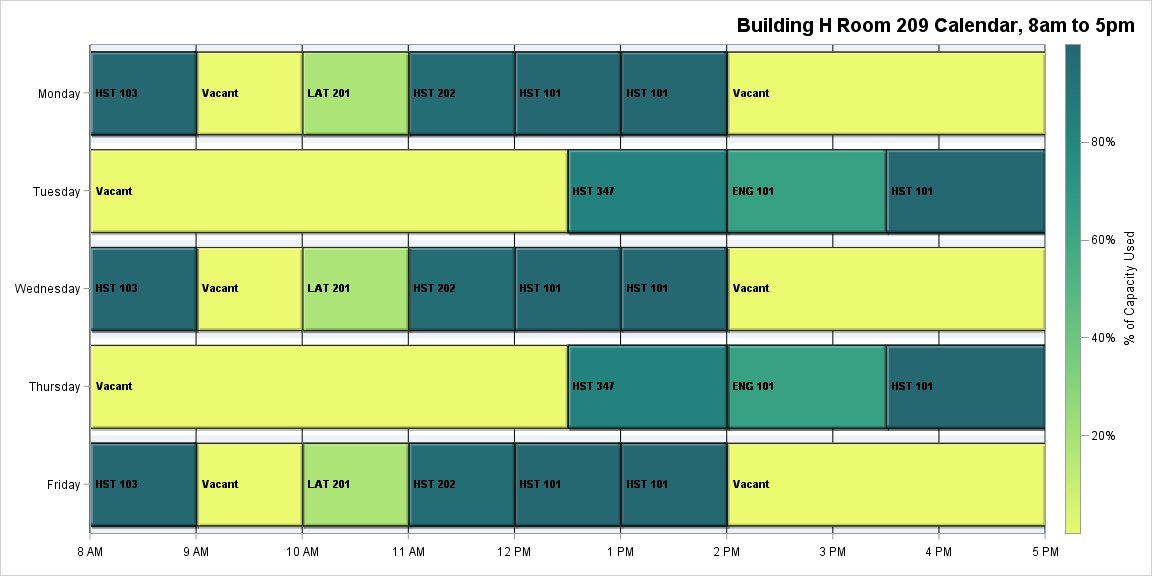 Building H Room 209 Calendar, 8am to 5pm
Monday
HST 103
Vacant
LAT 201
HST 202
HST 101
HST 101
Vacant
Tuesday
Vacant
HST 347
ENG 101
HST 101
Wednesday
HST 103
Vacant
LAT 201
HST 202
HST 101
HST 101
Vacant
Thursday
Vacant
HST 347
ENG 101
HST 101
Friday
HST 103
Vacant
LAT 201
HST 202
HST 101
HST 101
Vacant
8 AM
9 AM
10 AM
11 AM
12 PM
1 PM
2 PM
3 PM
4 PM
5 PM
80%
60%
40%
20%
% of Capacity Used